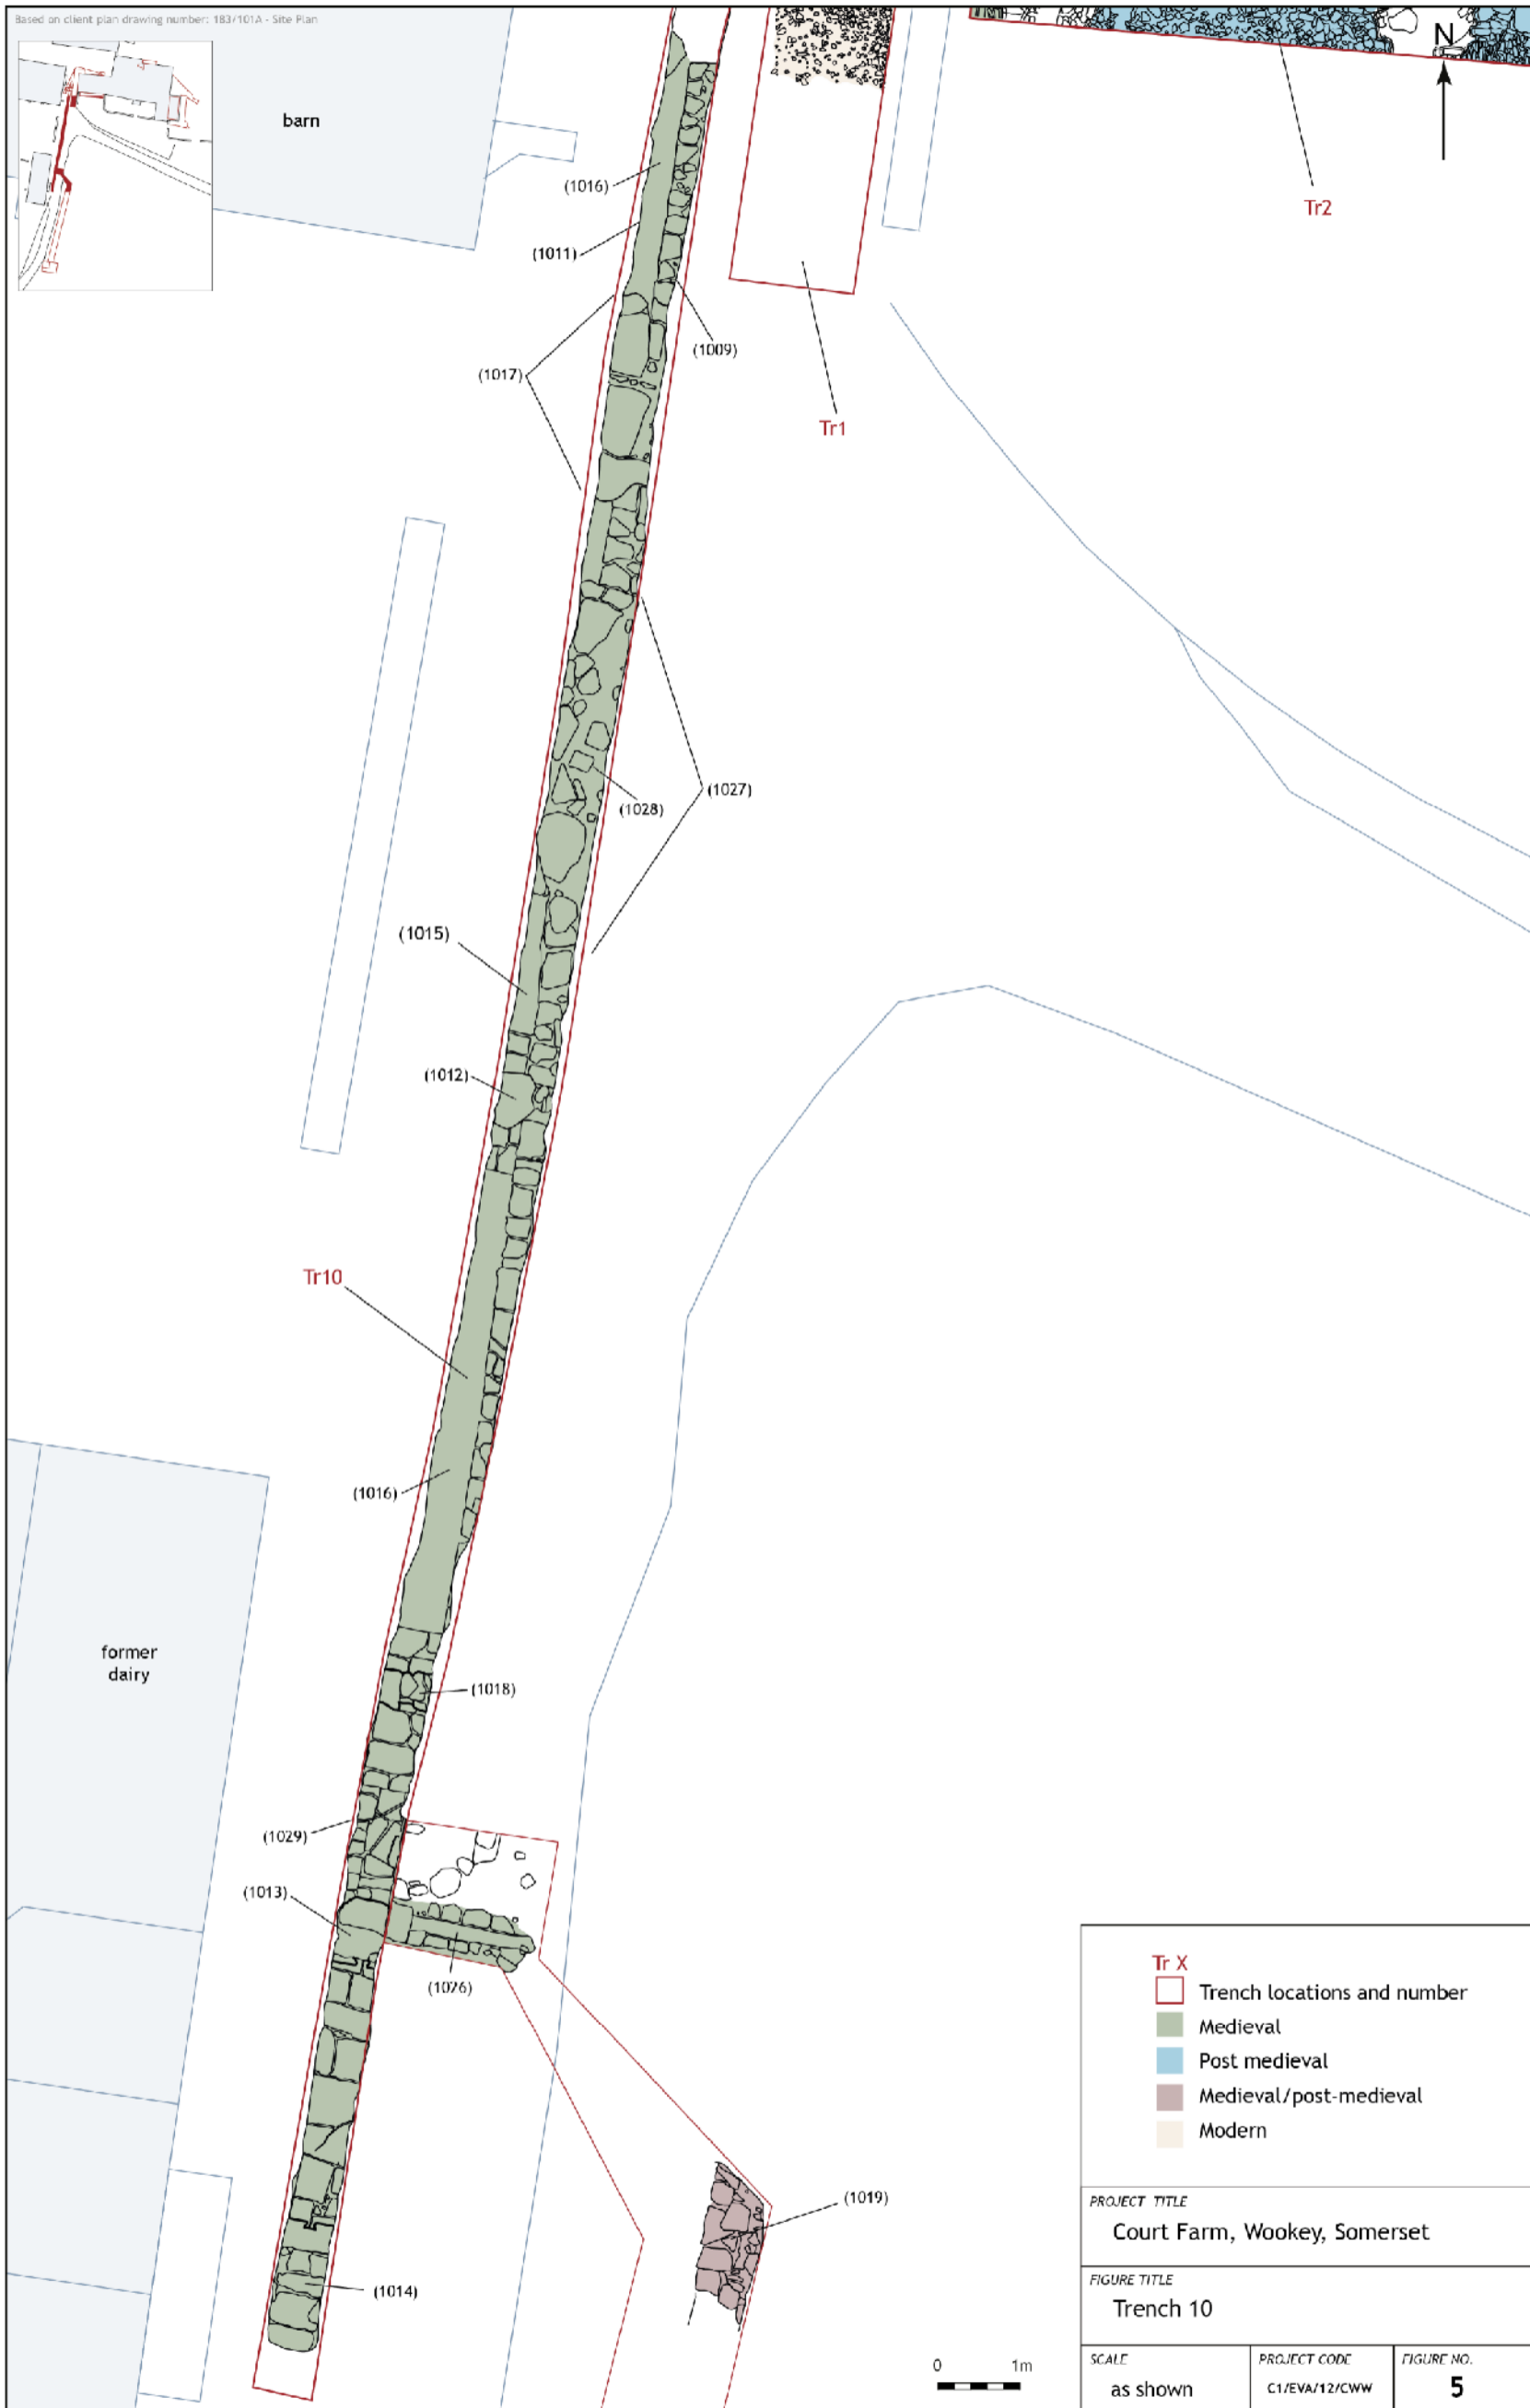 Based on client plan drawing number: 183/101A - Site Plan
N
barn
(1016)
Tr2
(1011)
(1009)
(1017)
Tr1
(1027)
(1028)
(1015)
(1012)
Tr10
(1016)
former
dairy
(1018)
(1029)
(1013)
(1026)
(1019)
(1014)
0 1m
Tr X
Trench locations and number
Medieval
Post medieval
Medieval/post-medieval
Modern
PROJECT TITLE
Court Farm, Wookey, Somerset
FIGURE TITLE
Trench 10
SCALE
as shown
PROJECT CODE
C1/EVA/12/CWW
FIGURE NO.
5